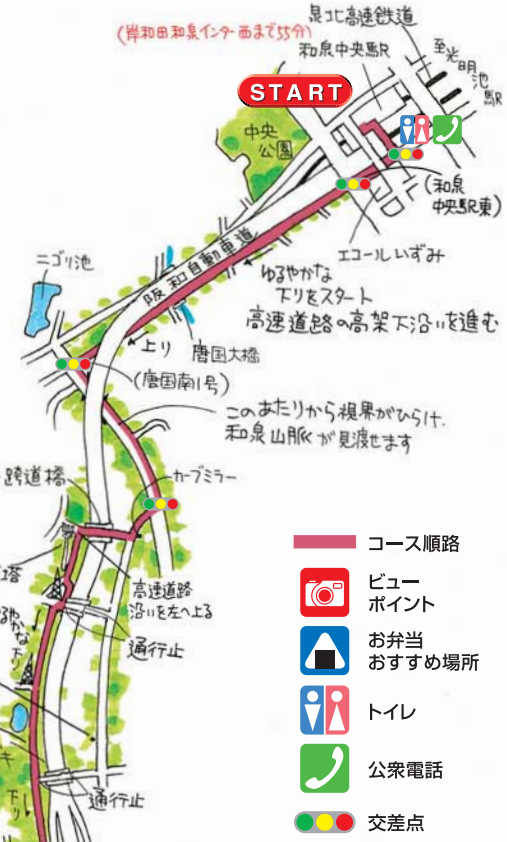 泉北高速鉄道
(岸和田和泉インター西まで55分)
和泉中央駅
至光明池駅
START
中央
公園
(和泉
中央駅東)
エコールいずみ
阪和自動車道
ニゴリ池
ゆるやかな
下りをスタート
高速道路の高架下沿いを進む
上り
唐国大橋
(唐国南1号)
このあたりから視界がひらけ、
和泉山脈が見渡せます
跨道橋
カーブミラー
高速道路
沿いを左へ上る
塔
やかな下り
通行止
キ
下り
通行止
コース順路
ビュー
ポイント
お弁当
おすすめ場所
トイレ
公衆電話
交差点